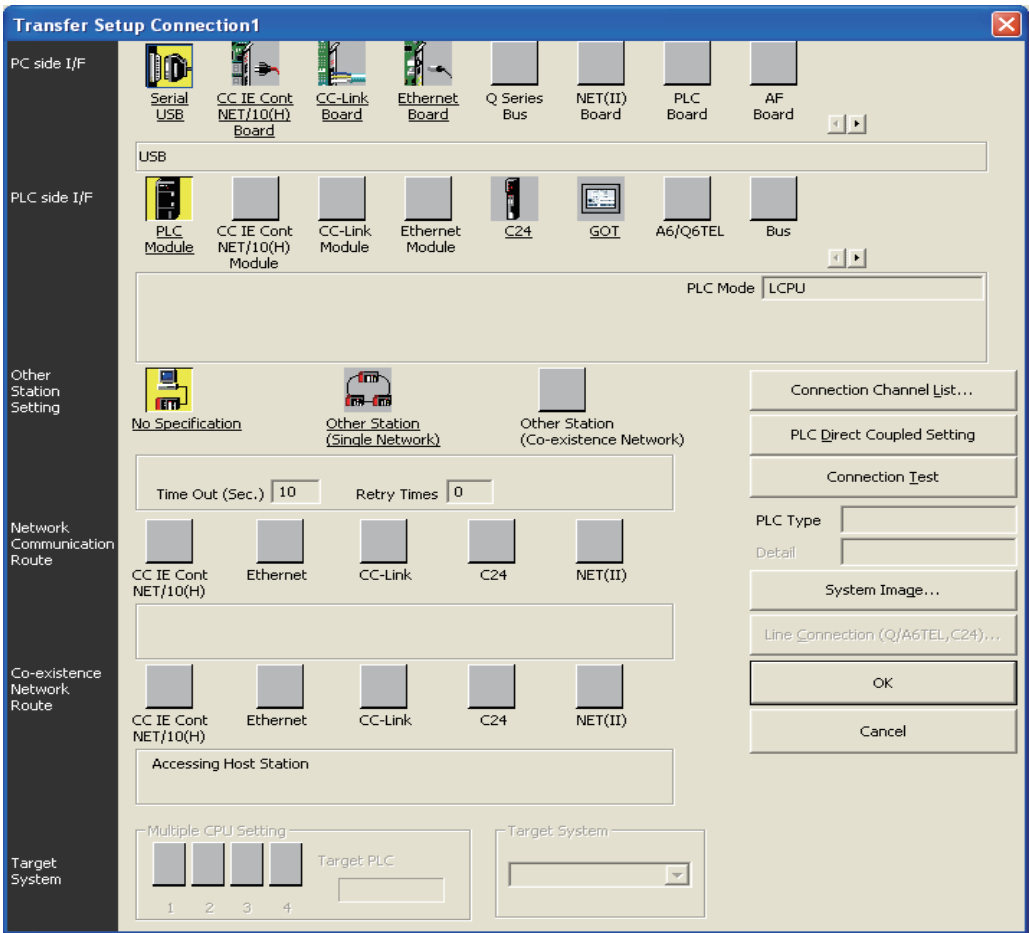 Transfer Setup Connection1
PC side I/F
Serial
USB
CC IE Cont
NET/10(H)
Board
CC-Link
Board
Ethernet
Board
Q Series
Bus
NET(II)
Board
PLC
Board
AF
Board
USB
PLC side I/F
PLC
Module
CC IE Cont
NET/10(H)
Module
CC-Link
Module
Ethernet
Module
C24
GOT
A6/Q6TEL
Bus
PLC Mode LCPU
Other
Station
Setting
No Specification
Other Station
(Single Network)
Other Station
(Co-existence Network)
Time Out (Sec.) 10 Retry Times 0
Connection Channel List...
PLC Direct Coupled Setting
Connection Test
PLC Type
Detail
System Image...
Line Connection (Q/A6TEL,C24)...
OK
Cancel
Network
Communication
Route
CC IE Cont
NET/10(H)
Ethernet
CC-Link
C24
NET(II)
Co-existence
Network
Route
CC IE Cont
NET/10(H)
Ethernet
CC-Link
C24
NET(II)
Accessing Host Station
Target
System
Multiple CPU Setting
1 2 3 4
Target PLC
Target System